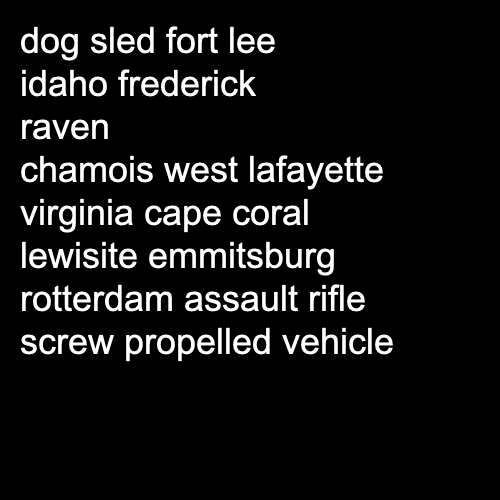 dog sled fort lee
idaho frederick
raven
chamois west lafayette
virginia cape coral
lewisite emmitsburg
rotterdam assault rifle
screw propelled vehicle